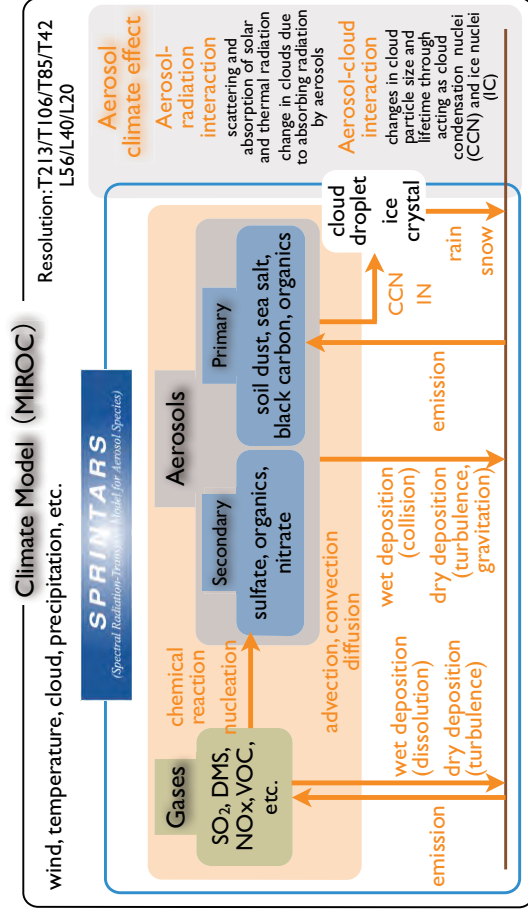 Climate Model (MIROC)
wind, temperature, cloud, precipitation, etc.
Resolution: T213/T106/T85/T42
L56/L40/L20
SPRINTARS
(Spectral Radiation-Transport Model for Aerosol Species)
Gases
SO₂, DMS,
NOx, VOC,
etc.
chemical
reaction
nucleation
Aerosols
Secondary
sulfate, organics,
nitrate
Primary
soil dust, sea salt,
black carbon, organics
advection, convection
diffusion
emission
wet deposition
(dissolution)
dry deposition
(turbulence)
wet deposition
(collision)
dry deposition
(turbulence,
gravitation)
emission
CCN
IN
cloud
droplet
ice
crystal
rain
snow
Aerosol
climate effect
Aerosol-
radiation
interaction
scattering and
absorption of solar
and thermal radiation
change in clouds due
to absorbing radiation
by aerosols
Aerosol-cloud
interaction
changes in cloud
particle size and
lifetime through
acting as cloud
condensation nuclei
(CCN) and ice nuclei
(IC)